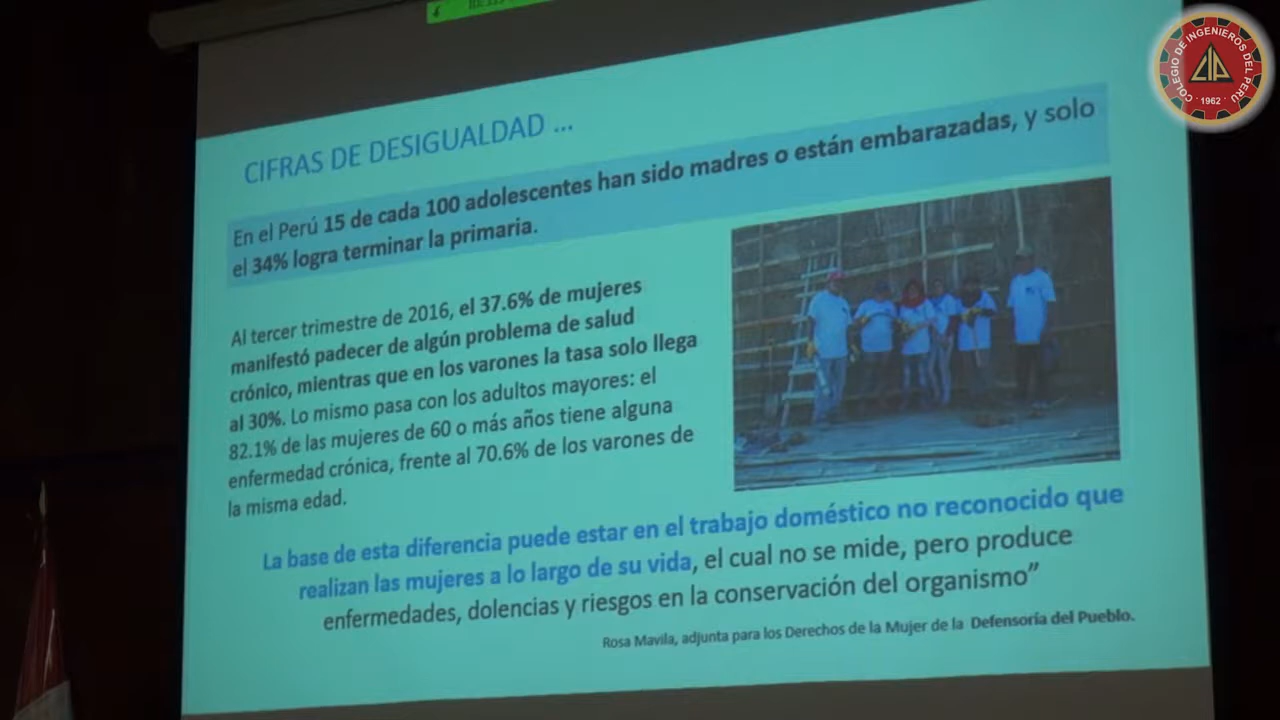 COLEGIO DE INGENIEROS DEL PERU
CIP
· 1962 ·
CIFRAS DE DESIGUALDAD ...
En el Perú 15 de cada 100 adolescentes han sido madres o están embarazadas, y solo
el 34% logra terminar la primaria.
Al tercer trimestre de 2016, el 37.6% de mujeres
manifestó padecer de algún problema de salud
crónico, mientras que en los varones la tasa solo llega
al 30%. Lo mismo pasa con los adultos mayores: el
82.1% de las mujeres de 60 o más años tiene alguna
enfermedad crónica, frente al 70.6% de los varones de
la misma edad.
La base de esta diferencia puede estar en el trabajo doméstico no reconocido que
realizan las mujeres a lo largo de su vida, el cual no se mide, pero produce
enfermedades, dolencias y riesgos en la conservación del organismo”
Rosa Mavila, adjunta para los Derechos de la Mujer de la Defensoría del Pueblo.